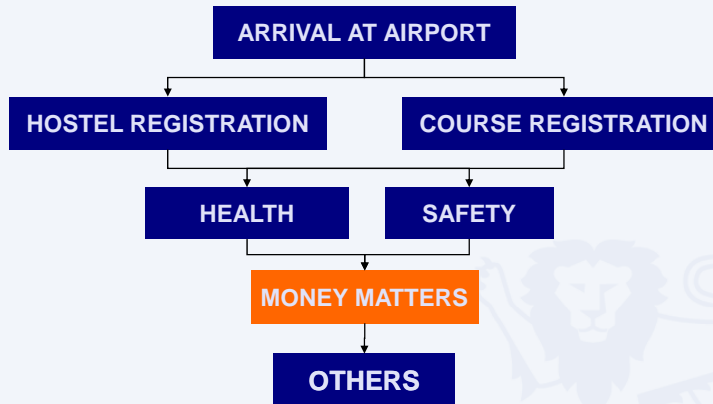 ARRIVAL AT AIRPORT
HOSTEL REGISTRATION
COURSE REGISTRATION
HEALTH
SAFETY
MONEY MATTERS
OTHERS